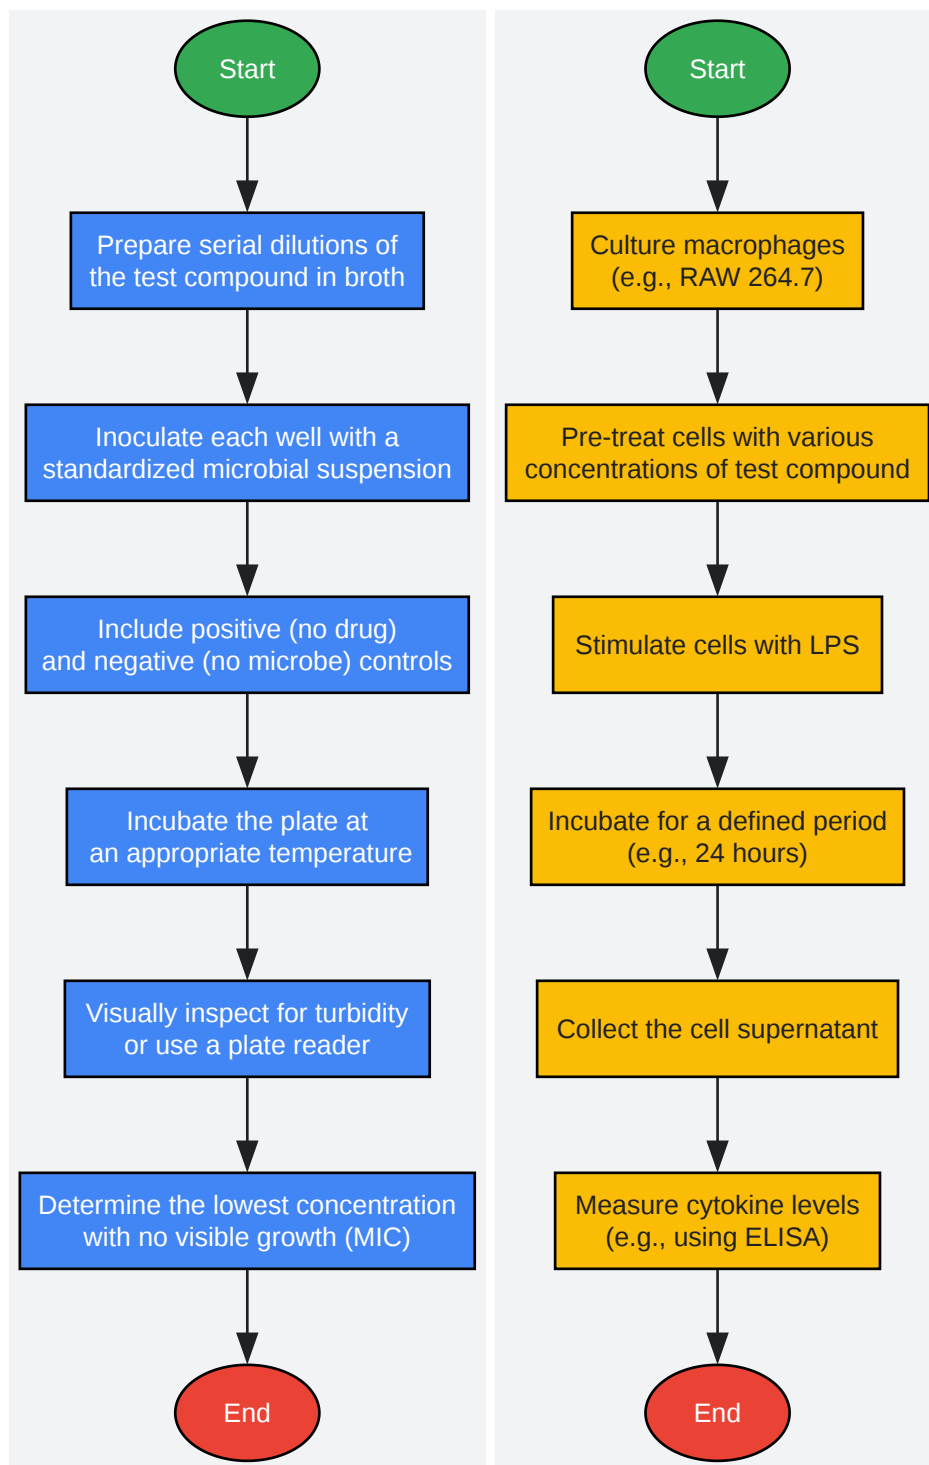 Start
Prepare serial dilutions of
the test compound in broth
Inoculate each well with a
standardized microbial suspension
Include positive (no drug)
and negative (no microbe) controls
Incubate the plate at
an appropriate temperature
Visually inspect for turbidity
or use a plate reader
Determine the lowest concentration
with no visible growth (MIC)
End
Start
Culture macrophages
(e.g., RAW 264.7)
Pre-treat cells with various
concentrations of test compound
Stimulate cells with LPS
Incubate for a defined period
(e.g., 24 hours)
Collect the cell supernatant
Measure cytokine levels
(e.g., using ELISA)
End